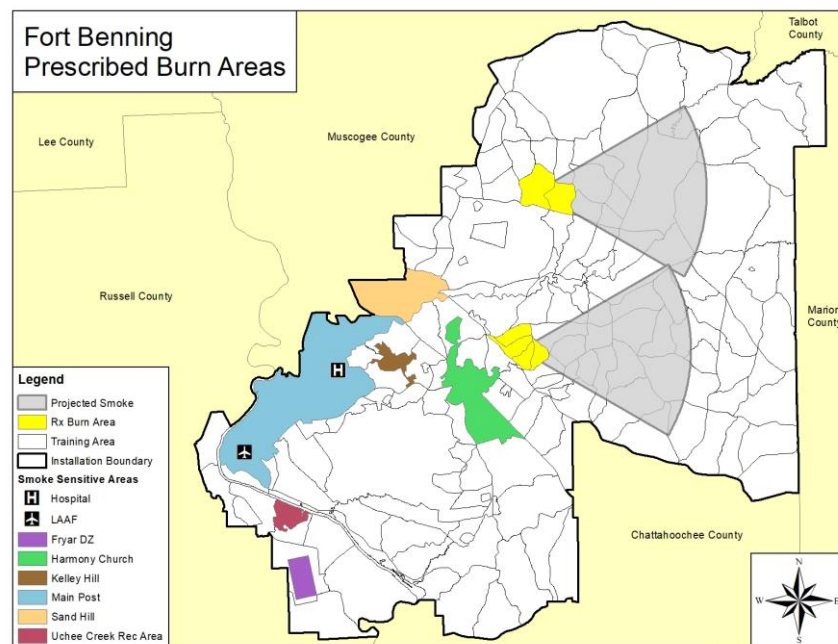 Fort Benning
Prescribed Burn Areas
Talbot
County
Lee County
Muscogee County
Russell County
Marion
County
Chattahoochee County
Legend
Projected Smoke
Rx Burn Area
Training Area
Installation Boundary
Smoke Sensitive Areas
H Hospital
LAAF
Fryar DZ
Harmony Church
Kelley Hill
Main Post
Sand Hill
Uchee Creek Rec Area
H
N
W E
S